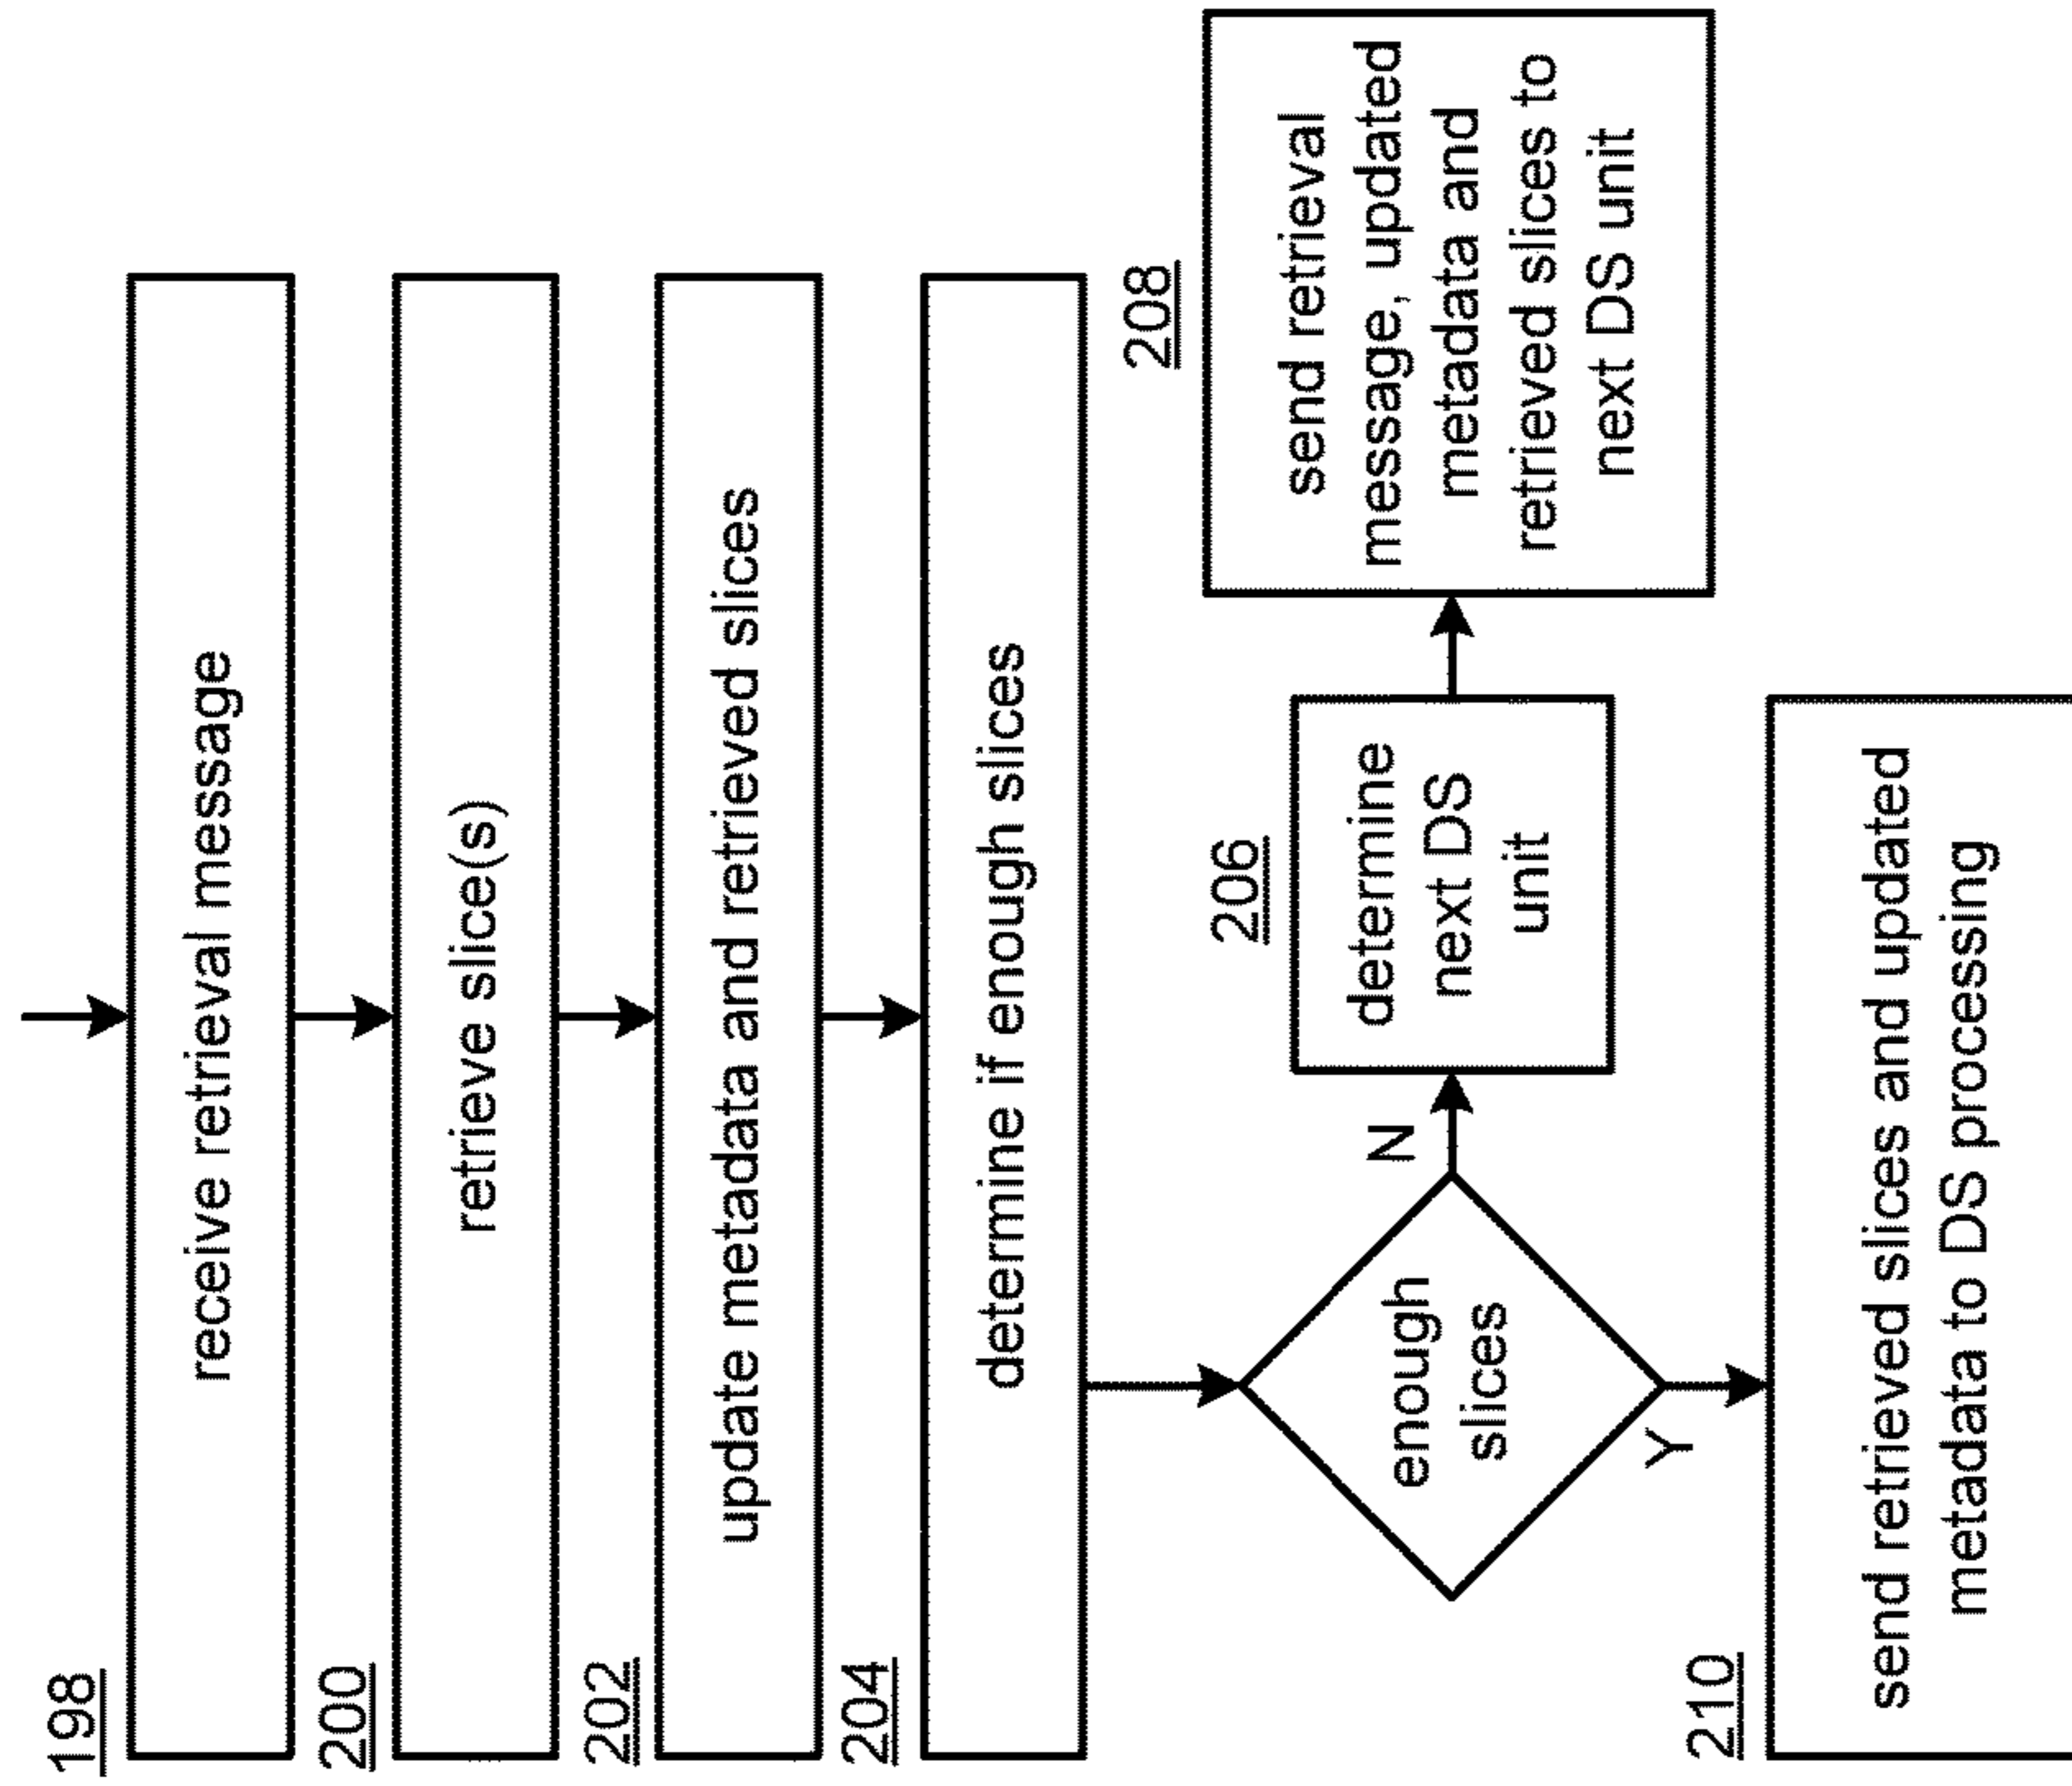 198
receive retrieval message
200
retrieve slice(s)
202
update metadata and retrieved slices
204
determine if enough slices
enough
slices
N
Y
206
determine
next DS
unit
208
send retrieval
message, updated
metadata and
retrieved slices to
next DS unit
210
send retrieved slices and updated
metadata to DS processing